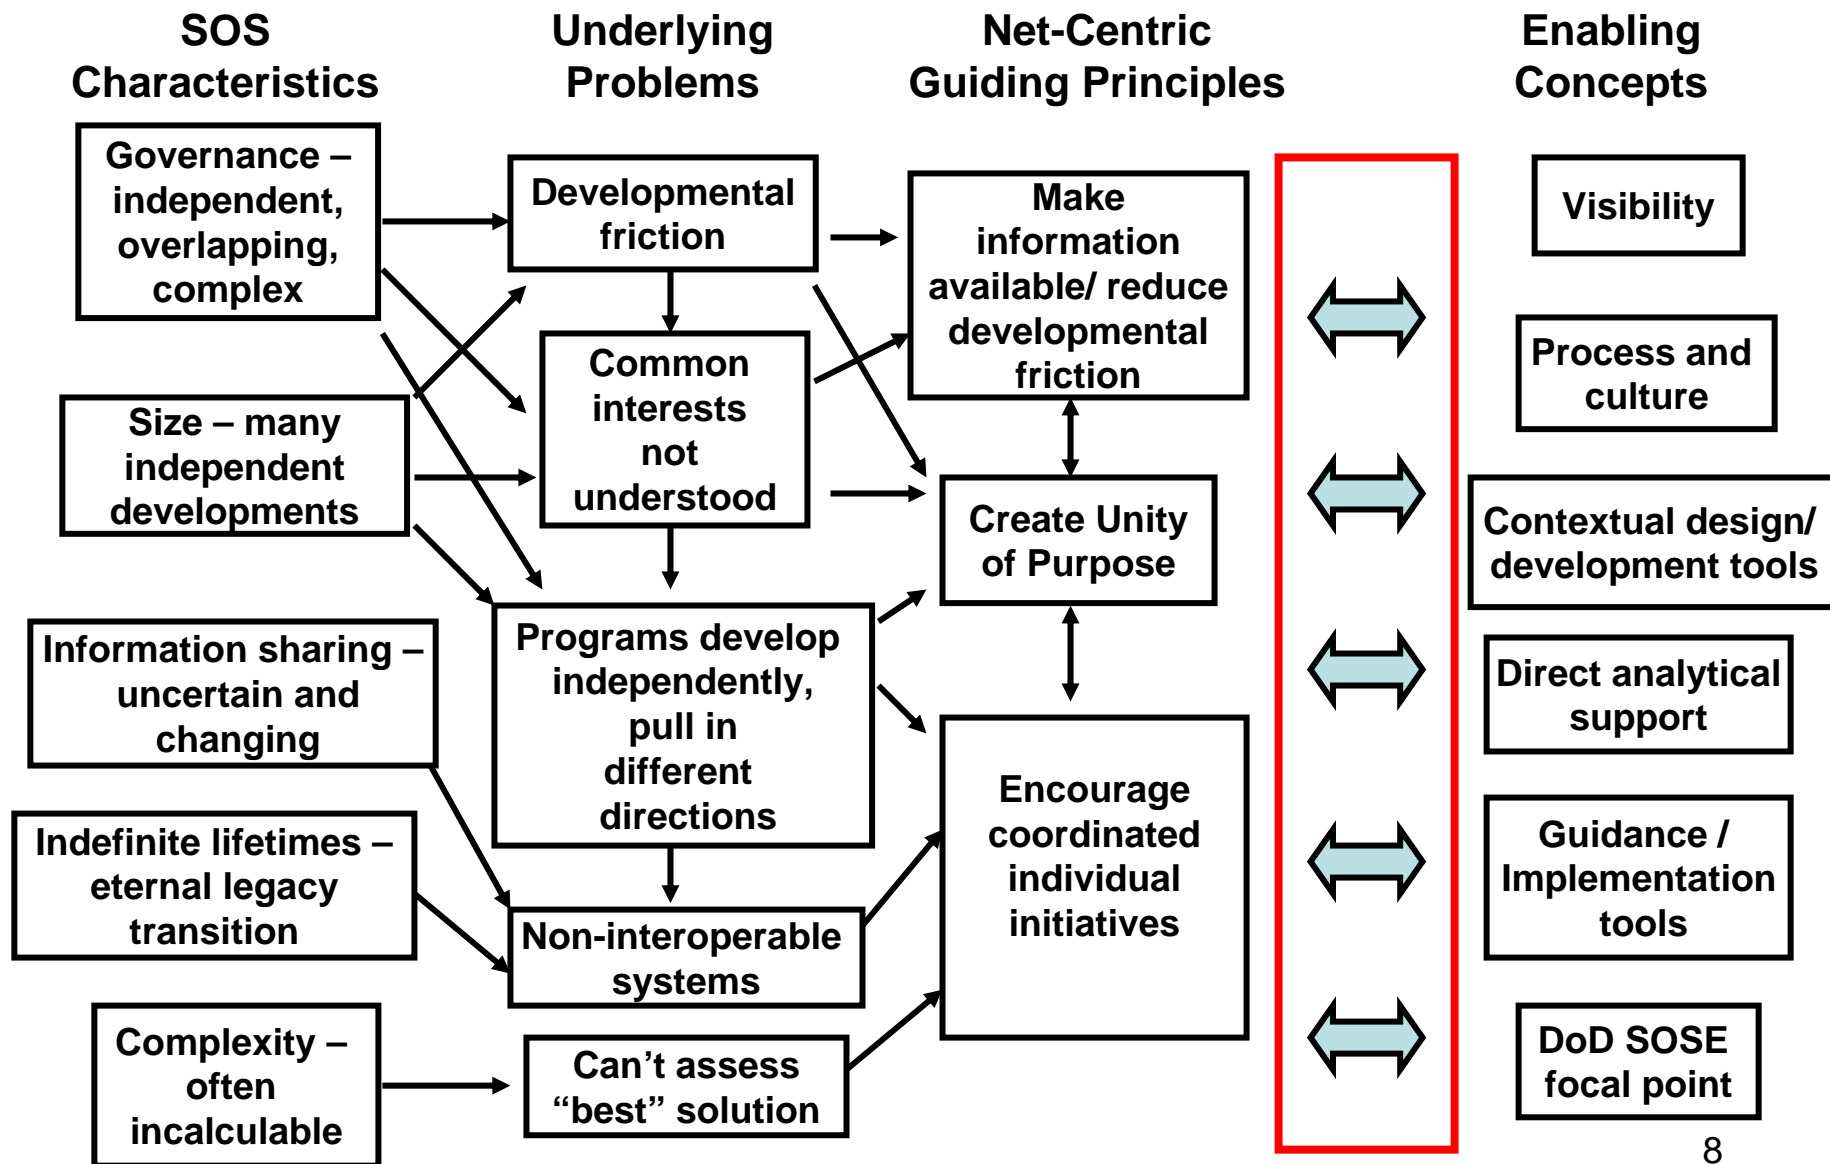 SOS
Characteristics
Underlying
Problems
Net-Centric
Guiding Principles
Enabling
Concepts
Governance –
independent,
overlapping,
complex
Size – many
independent
developments
Information sharing –
uncertain and
changing
Indefinite lifetimes –
eternal legacy
transition
Complexity –
often
incalculable
Developmental
friction
Common
interests
not
understood
Programs develop
independently,
pull in
different
directions
Non-interoperable
systems
Can’t assess
“best” solution
Make
information
available/ reduce
developmental
friction
Create Unity
of Purpose
Encourage
coordinated
individual
initiatives
Visibility
Process and
culture
Contextual design/
development tools
Direct analytical
support
Guidance /
Implementation
tools
DoD SOSE
focal point
8